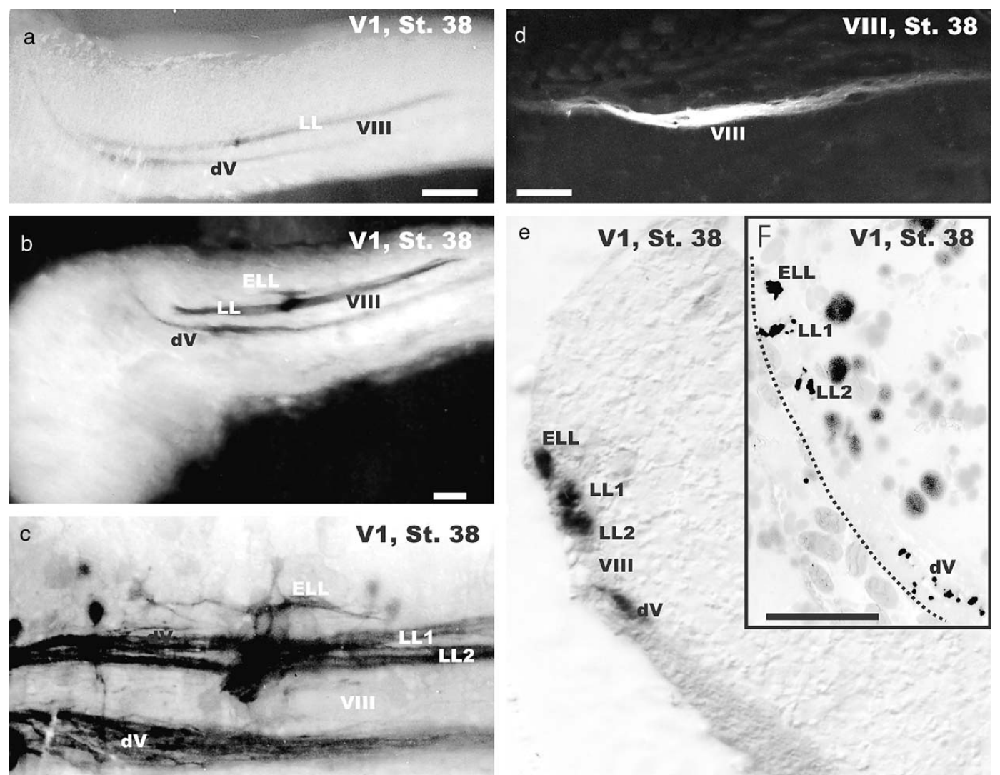 a
V1, St. 38
LL
VIII
dV
d
VIII, St. 38
VIII
b
V1, St. 38
ELL
LL
VIII
dV
c
V1, St. 38
ELL
dV
LL1
LL2
VIII
dV
e
V1, St. 38
ELL
LL1
LL2
VIII
dV
F
V1, St. 38
ELL
LL1
LL2
dV